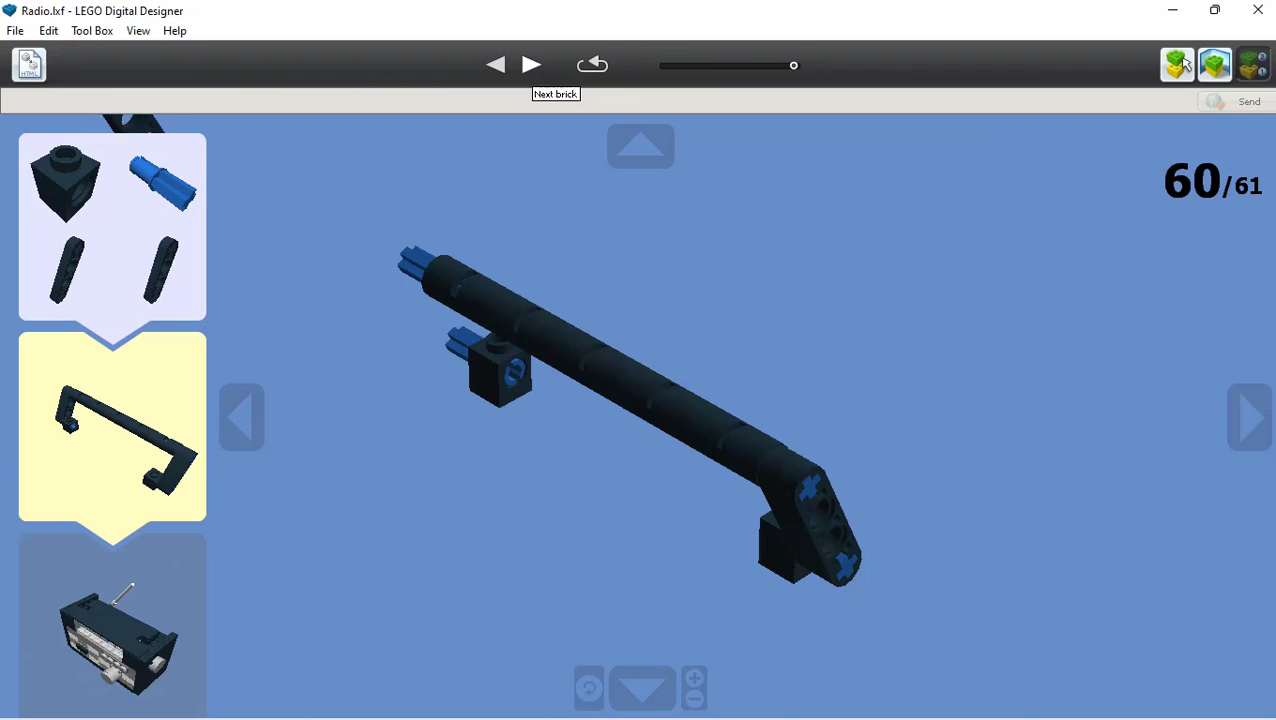 Radio.lxf - LEGO Digital Designer
File Edit Tool Box View Help
HTML
Next brick
Send
60/61